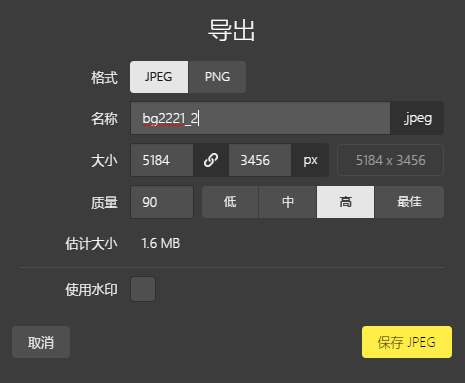 导出
格式 JPEG PNG
名称 bg2221_2 .jpeg
大小 5184 3456 px 5184 x 3456
质量 90 低 中 高 最佳
估计大小 1.6 MB
使用水印
取消 保存 JPEG